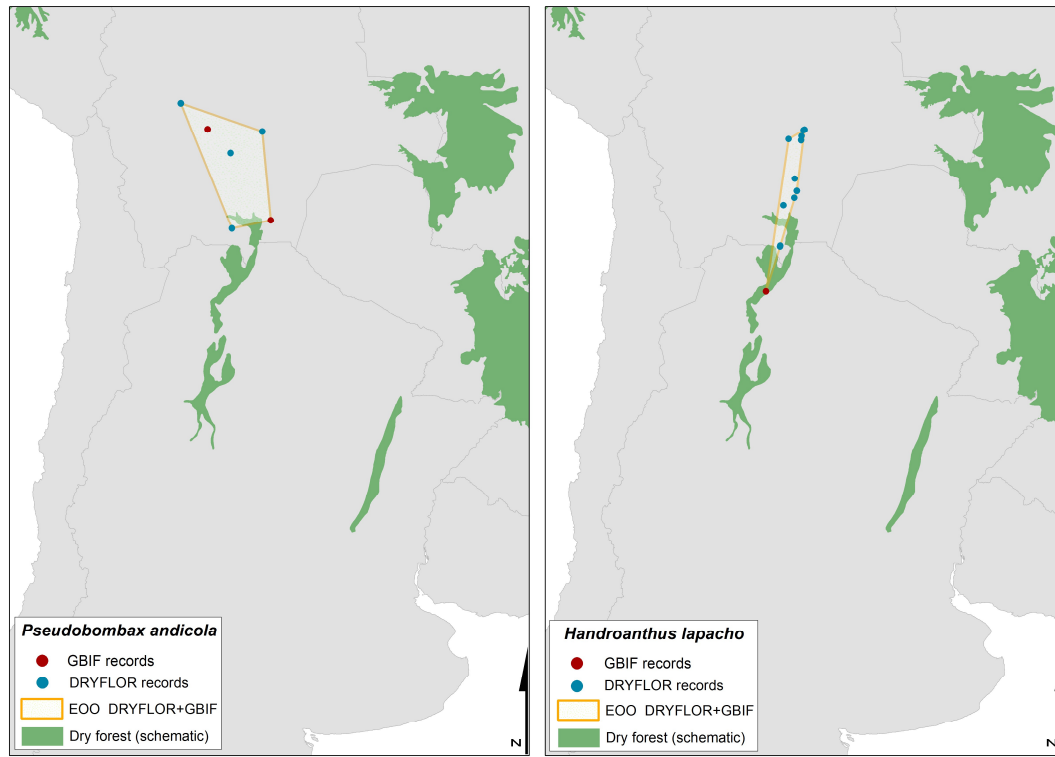 Pseudobombax andicola
GBIF records
DRYFLOR records
EOO DRYFLOR+GBIF
Dry forest (schematic)
N
Handroanthus lapacho
GBIF records
DRYFLOR records
EOO DRYFLOR+GBIF
Dry forest (schematic)
N